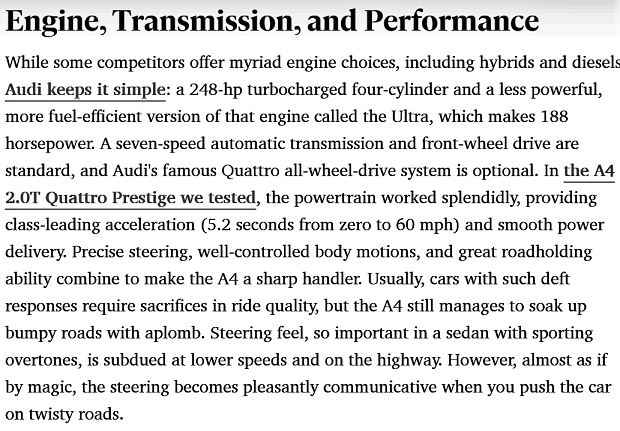 Engine, Transmission, and Performance
While some competitors offer myriad engine choices, including hybrids and diesels
Audi keeps it simple: a 248-hp turbocharged four-cylinder and a less powerful,
more fuel-efficient version of that engine called the Ultra, which makes 188
horsepower. A seven-speed automatic transmission and front-wheel drive are
standard, and Audi's famous Quattro all-wheel-drive system is optional. In the A4
2.0T Quattro Prestige we tested, the powertrain worked splendidly, providing
class-leading acceleration (5.2 seconds from zero to 60 mph) and smooth power
delivery. Precise steering, well-controlled body motions, and great roadholding
ability combine to make the A4 a sharp handler. Usually, cars with such deft
responses require sacrifices in ride quality, but the A4 still manages to soak up
bumpy roads with aplomb. Steering feel, so important in a sedan with sporting
overtones, is subdued at lower speeds and on the highway. However, almost as if
by magic, the steering becomes pleasantly communicative when you push the car
on twisty roads.